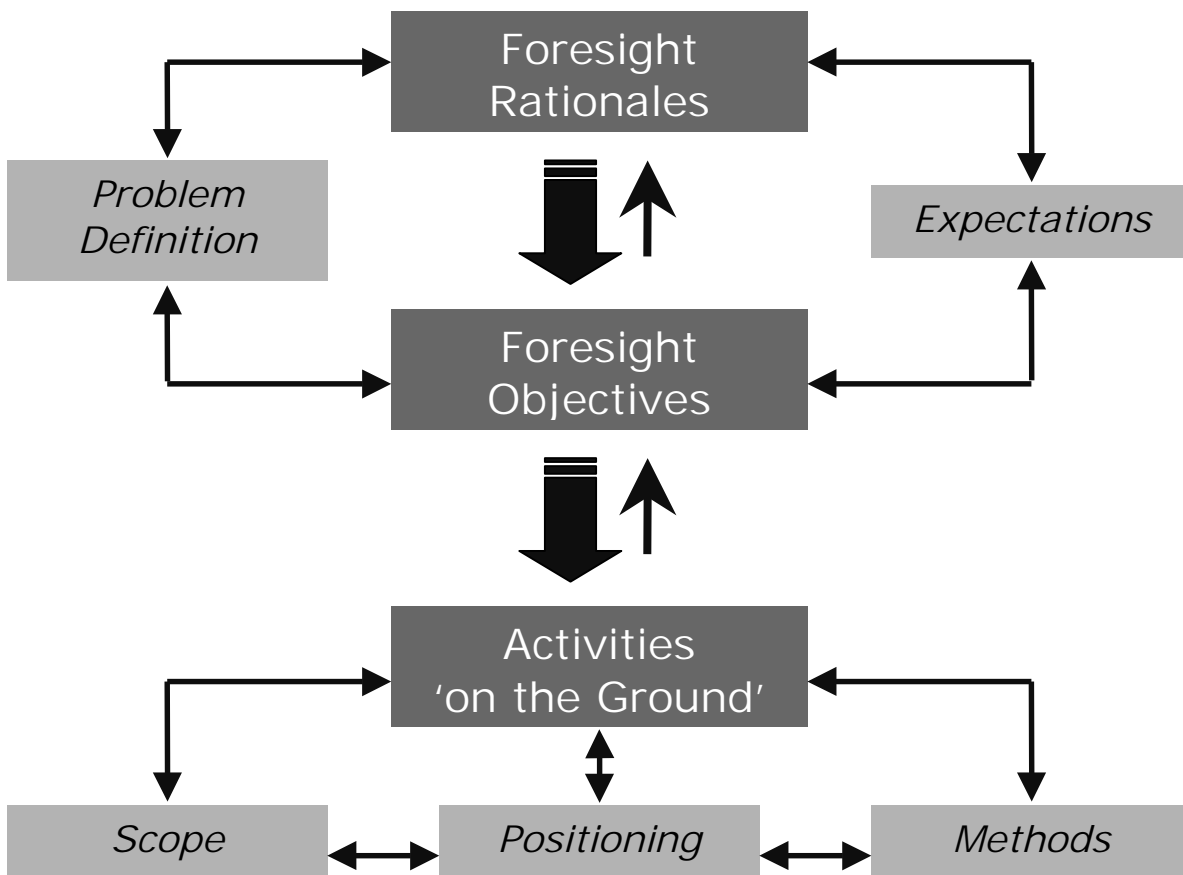 Foresight
Rationales
Problem
Definition
Expectations
Foresight
Objectives
Activities
‘on the Ground’
Scope
Positioning
Methods